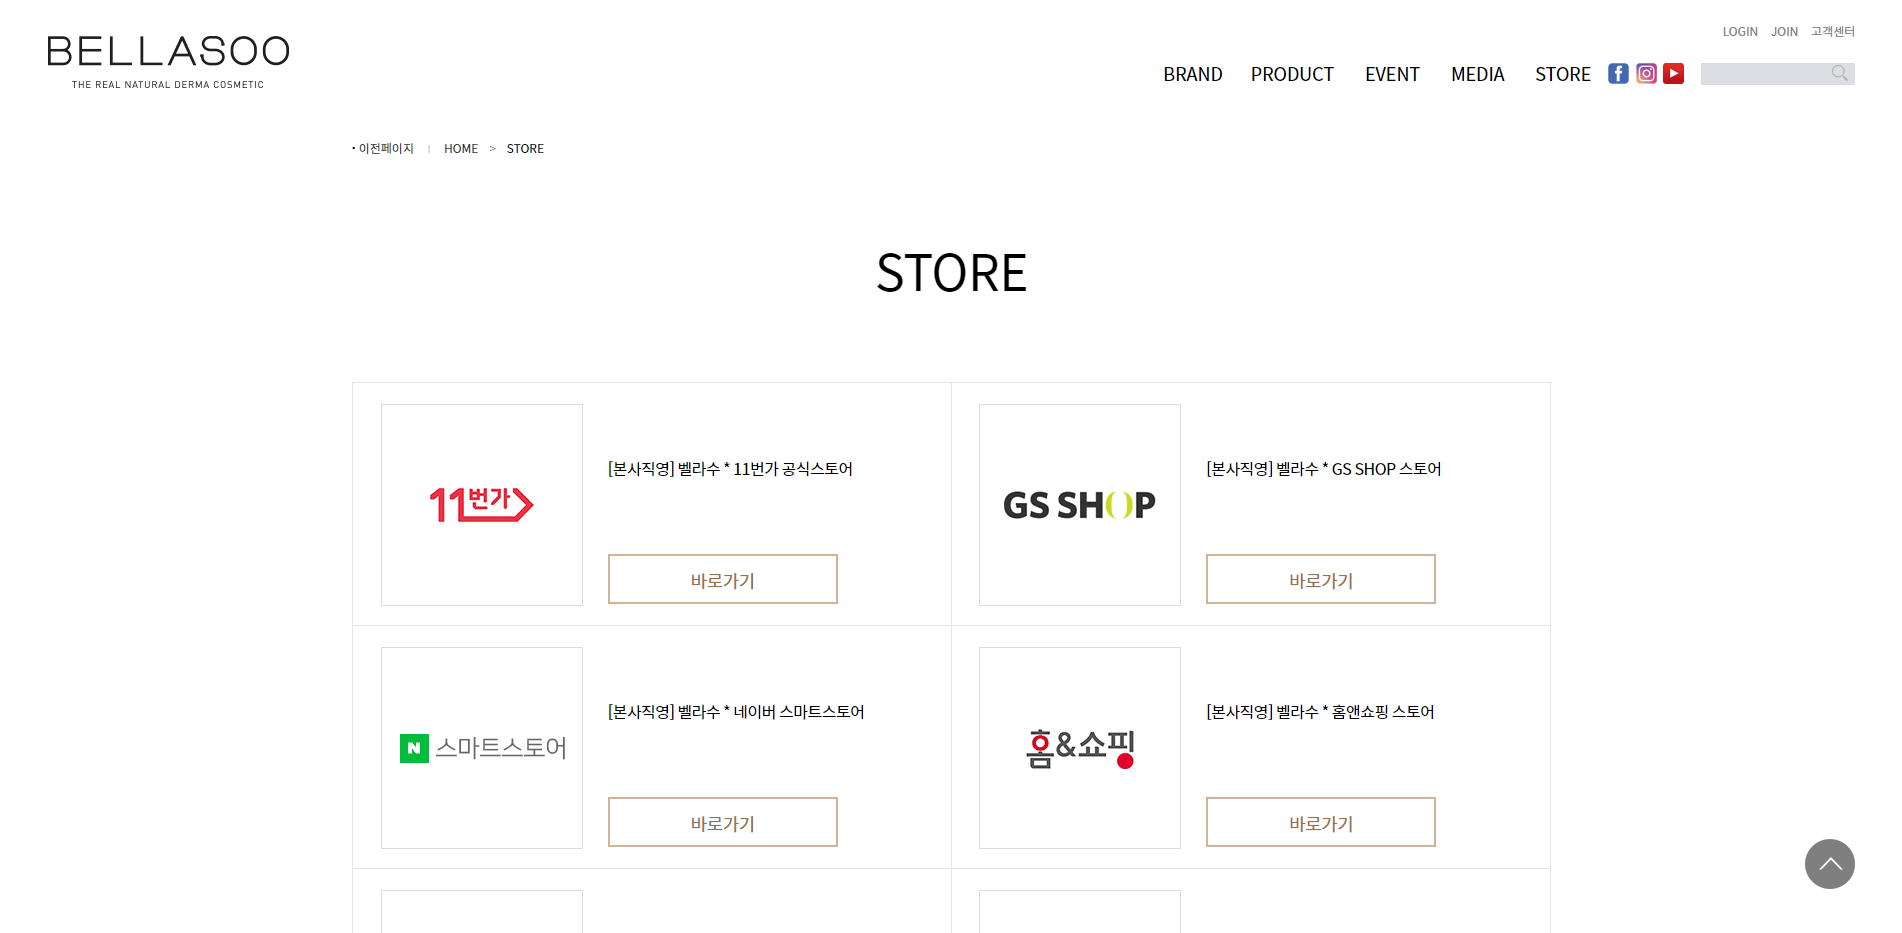 LOGIN JOIN 고객센터
BELLASOO
THE REAL NATURAL DERMA COSMETIC
BRAND PRODUCT EVENT MEDIA STORE
· 이전페이지 | HOME > STORE
STORE
11번가
[본사직영] 벨라수 * 11번가 공식스토어
바로가기
GS SHOP
[본사직영] 벨라수 * GS SHOP 스토어
바로가기
N 스마트스토어
[본사직영] 벨라수 * 네이버 스마트스토어
바로가기
홈&쇼핑
[본사직영] 벨라수 * 홈앤쇼핑 스토어
바로가기